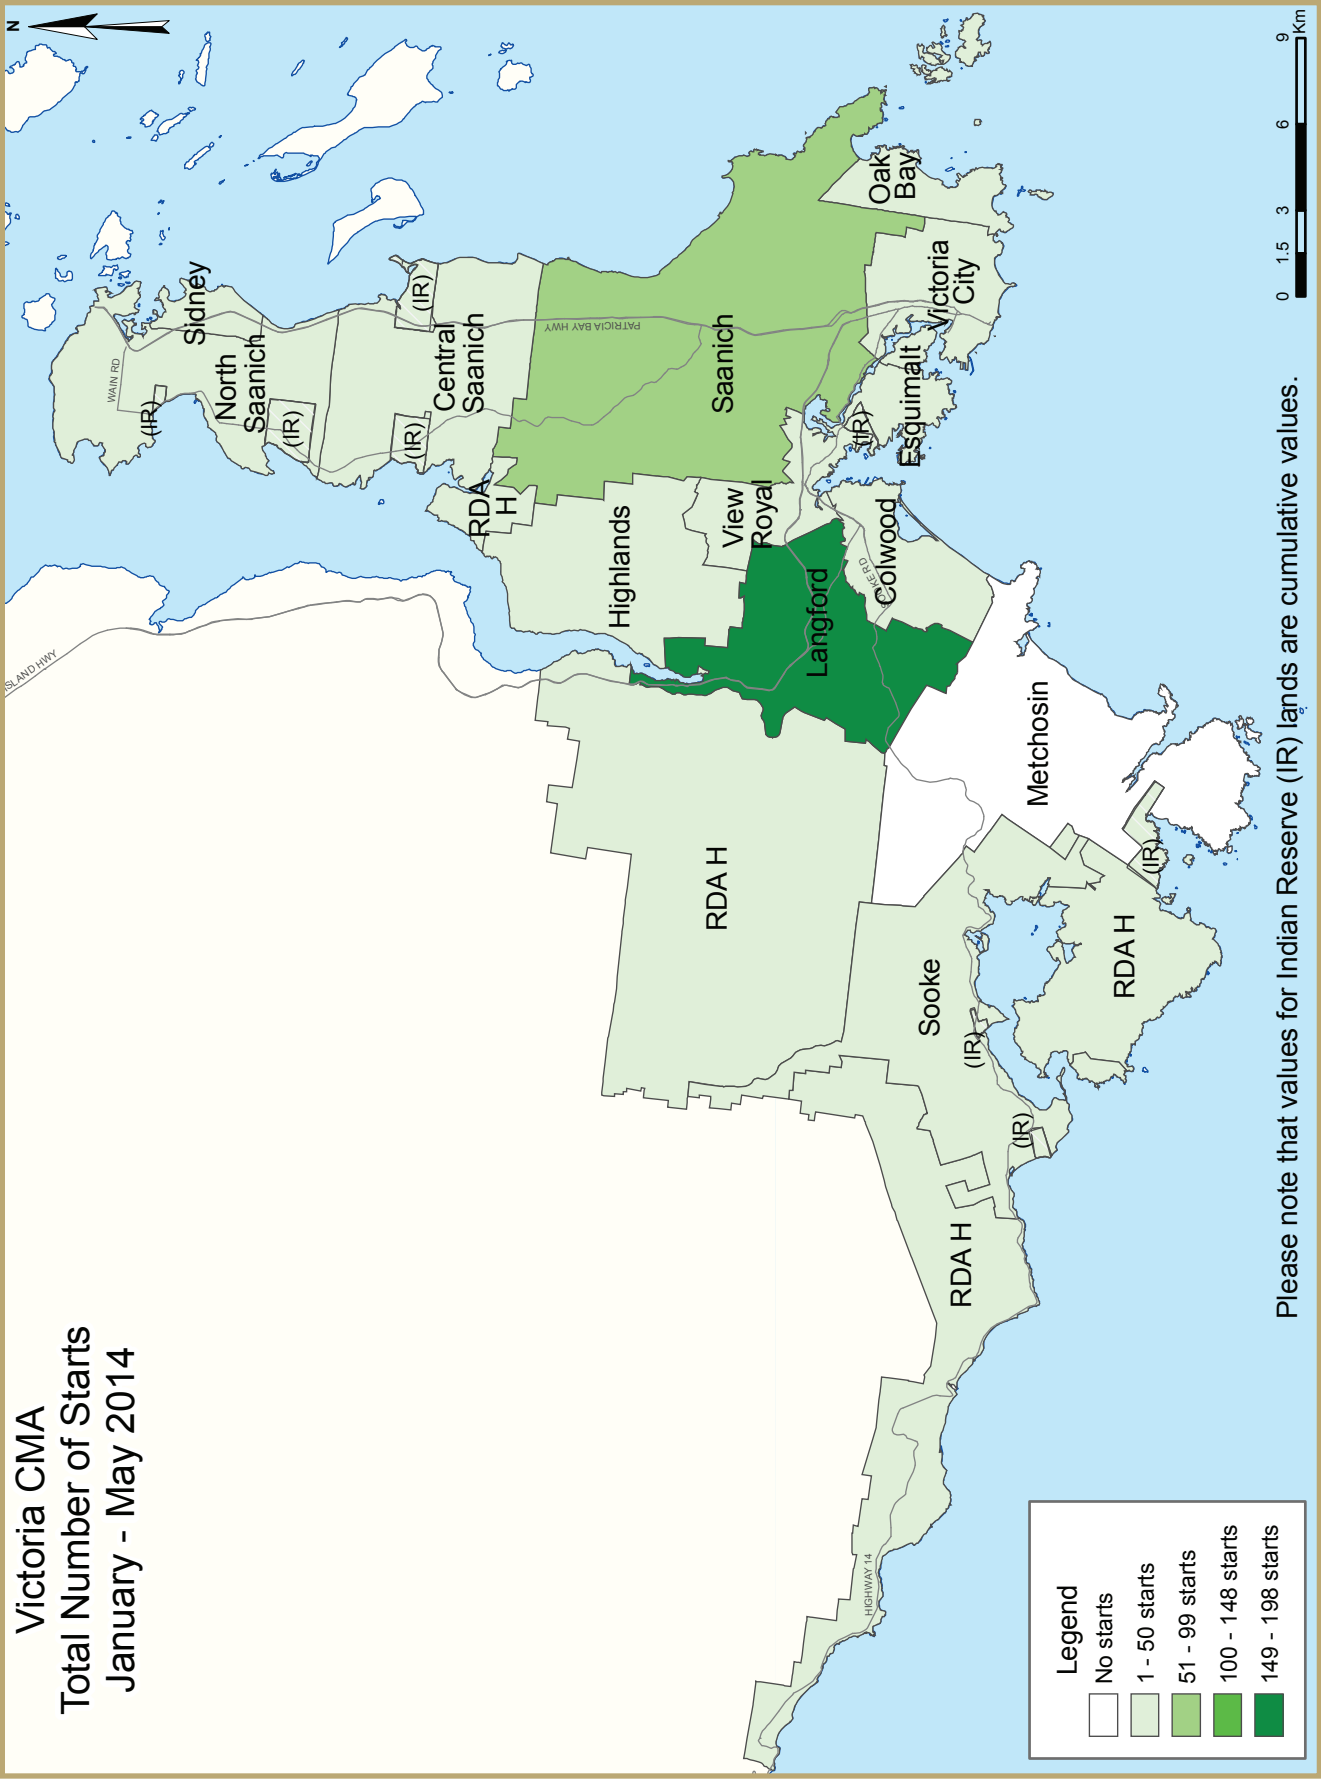 Victoria CMA
Total Number of Starts
January - May 2014
N
ISLAND HWY
WAIN RD
(IR)
Sidney
North
Saanich
(IR)
(IR)
Central
Saanich
(IR)
PATRICIA BAY HWY
RDA
H
Highlands
Saanich
View
Royal
Oak
Bay
Victoria
City
Esquimalt
(IR)
Langford
Colwood
Metchosin
RDA H
Sooke
(IR)
(IR)
(IR)
RDA H
RDA H
HIGHWAY 14
Legend
No starts
1 - 50 starts
51 - 99 starts
100 - 148 starts
149 - 198 starts
0 1.5 3 6 9
Km
Please note that values for Indian Reserve (IR) lands are cumulative values.